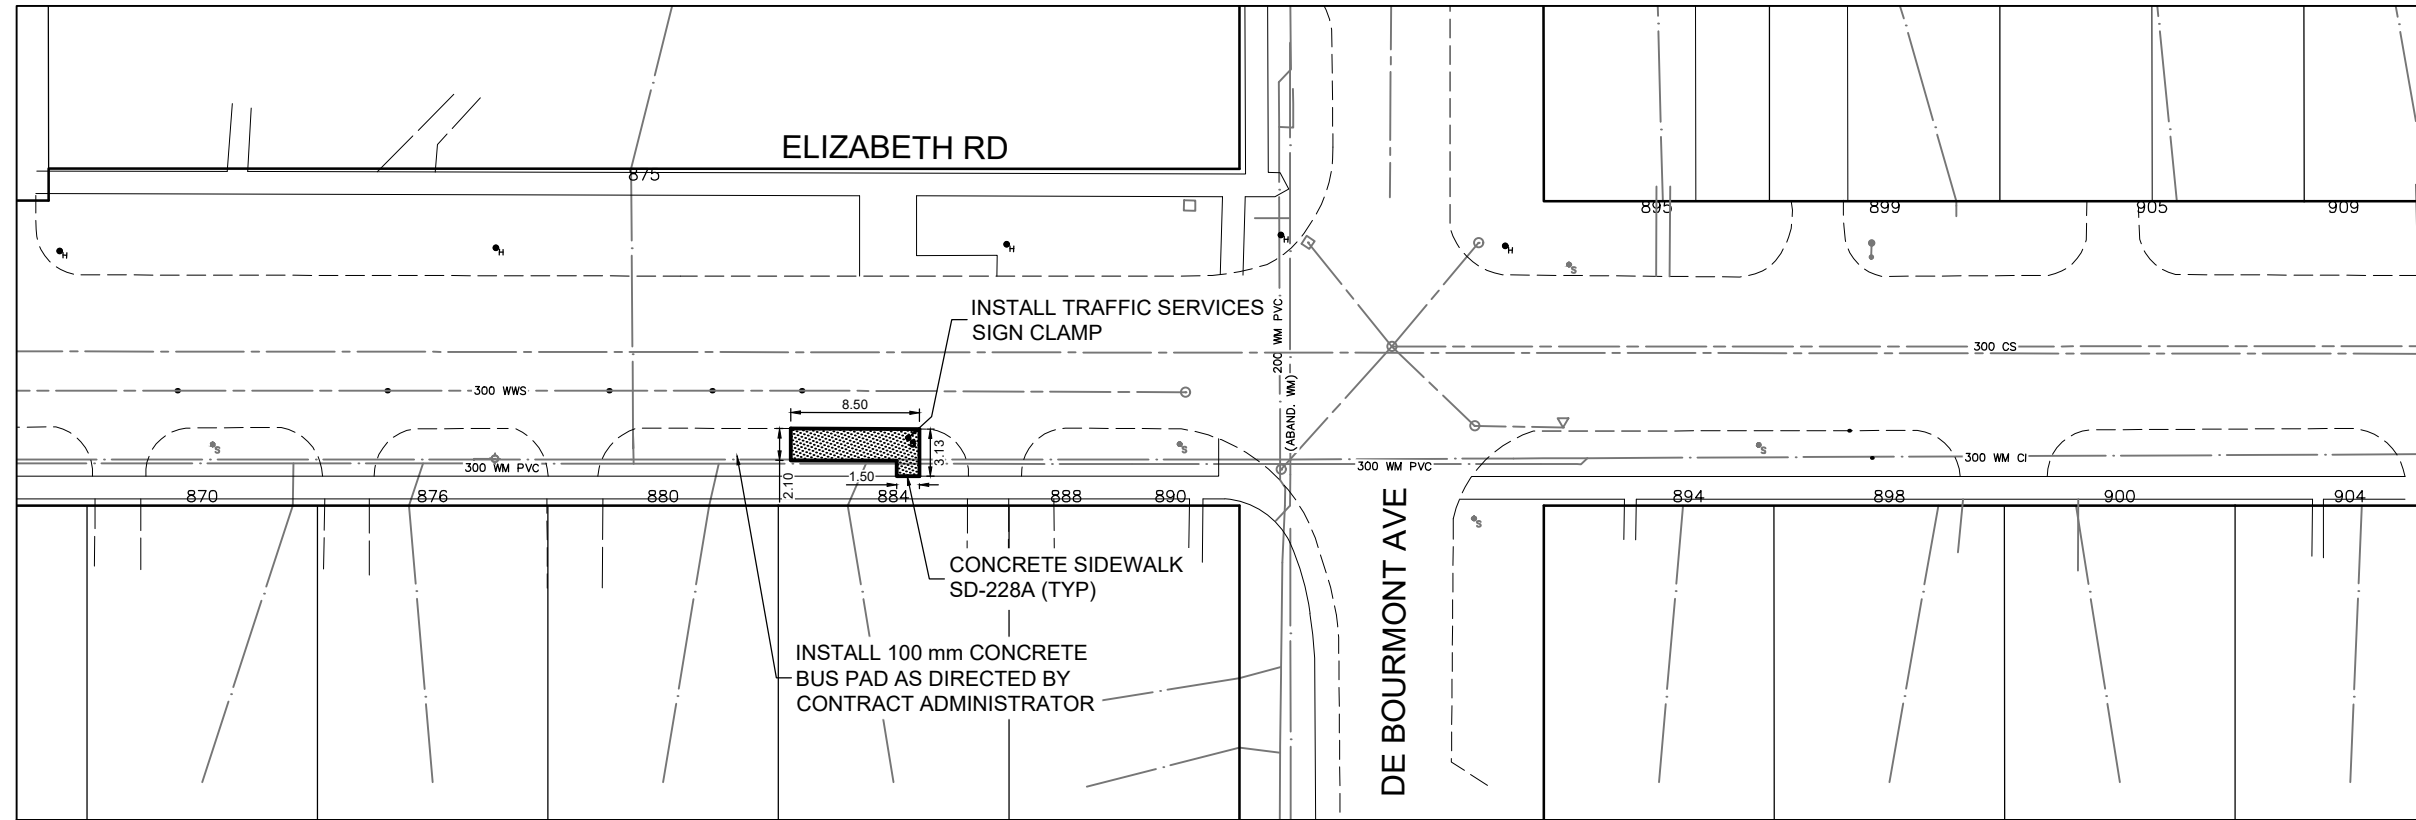 ELIZABETH RD
875
895
899
905
909
H
H
H
H
H
S
INSTALL TRAFFIC SERVICES
SIGN CLAMP
200 WM PVC
(ABAND. WM)
300 CS
300 WWS
8.50
3.13
2.10
1.50
S
S
S
S
300 WM PVC
300 WM PVC
300 WM CI
870
876
880
884
888
890
894
898
900
904
S
CONCRETE SIDEWALK
SD-228A (TYP)
INSTALL 100 mm CONCRETE
BUS PAD AS DIRECTED BY
CONTRACT ADMINISTRATOR
DE BOURMONT AVE